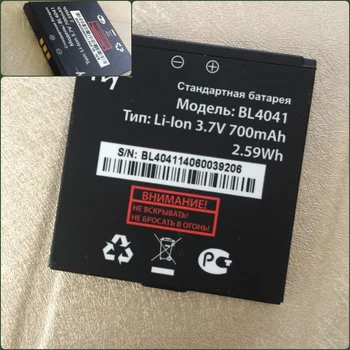 Стандартная батарея
Модель: BL4041
Тип: Li-Ion 3.7V 700mAh
2.59Wh
S/N: BL404114060039206
ВНИМАНИЕ!
НЕ ВСКРЫВАТЬ!
НЕ БРОСАТЬ В ОГОНЬ!